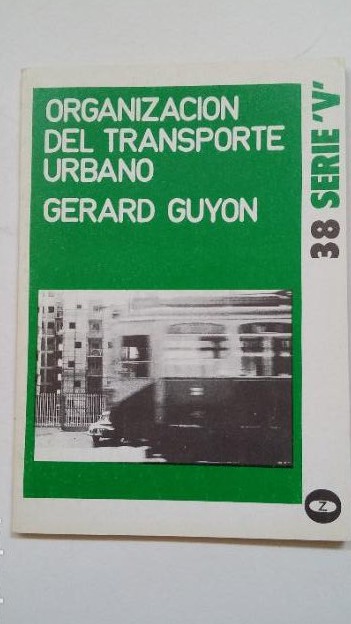 ORGANIZACION
DEL TRANSPORTE
URBANO
GERARD GUYON
38 SERIE 'V'
Z